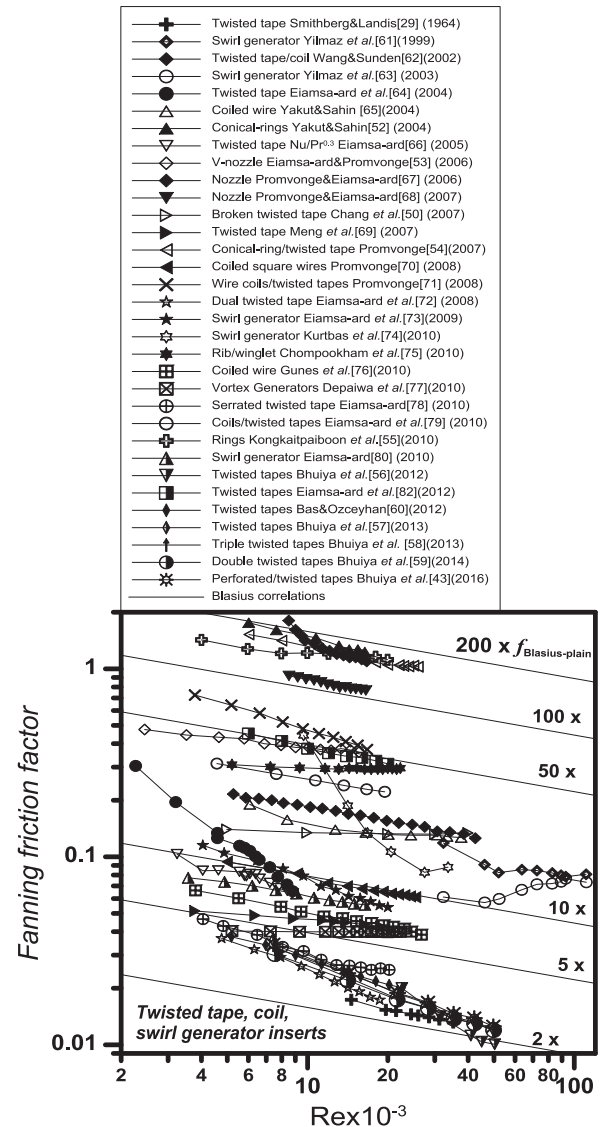 Twisted tape Smithberg&Landis[29] (1964)
Swirl generator Yilmaz et al.[61](1999)
Twisted tape/coil Wang&Sunden[62](2002)
Swirl generator Yilmaz et al.[63] (2003)
Twisted tape Eiamsa-ard et al.[64] (2004)
Coiled wire Yakut&Sahin [65](2004)
Conical-rings Yakut&Sahin[52] (2004)
Twisted tape Nu/Pr^0.3 Eiamsa-ard[66] (2005)
V-nozzle Eiamsa-ard&Promvonge[53] (2006)
Nozzle Promvonge&Eiamsa-ard[67] (2006)
Nozzle Promvonge&Eiamsa-ard[68] (2007)
Broken twisted tape Chang et al.[50] (2007)
Twisted tape Meng et al.[69] (2007)
Conical-ring/twisted tape Promvonge[54](2007)
Coiled square wires Promvonge[70] (2008)
Wire coils/twisted tapes Promvonge[71] (2008)
Dual twisted tape Eiamsa-ard et al.[72] (2008)
Swirl generator Eiamsa-ard et al.[73](2009)
Swirl generator Kurtbas et al.[74](2010)
Rib/winglet Chompookham et al.[75] (2010)
Coiled wire Gunes et al.[76](2010)
Vortex Generators Depaiwa et al.[77](2010)
Serrated twisted tape Eiamsa-ard[78] (2010)
Coils/twisted tapes Eiamsa-ard et al.[79] (2010)
Rings Kongkaitpaiboon et al.[55](2010)
Swirl generator Eiamsa-ard[80] (2010)
Twisted tapes Bhuiya et al.[56](2012)
Twisted tapes Eiamsa-ard et al.[82](2012)
Twisted tapes Bas&Ozceyhan[60](2012)
Twisted tapes Bhuiya et al.[57](2013)
Triple twisted tapes Bhuiya et al. [58](2013)
Double twisted tapes Bhuiya et al.[59](2014)
Perforated/twisted tapes Bhuiya et al.[43](2016)
Blasius correlations
200 x f Blasius-plain
1
100 x
50 x
Fanning friction factor
0.1
10 x
5 x
Twisted tape, coil,
swirl generator inserts
2 x
0.01
2 4 6 8 10 20 40 60 80 100
Rex10^-3